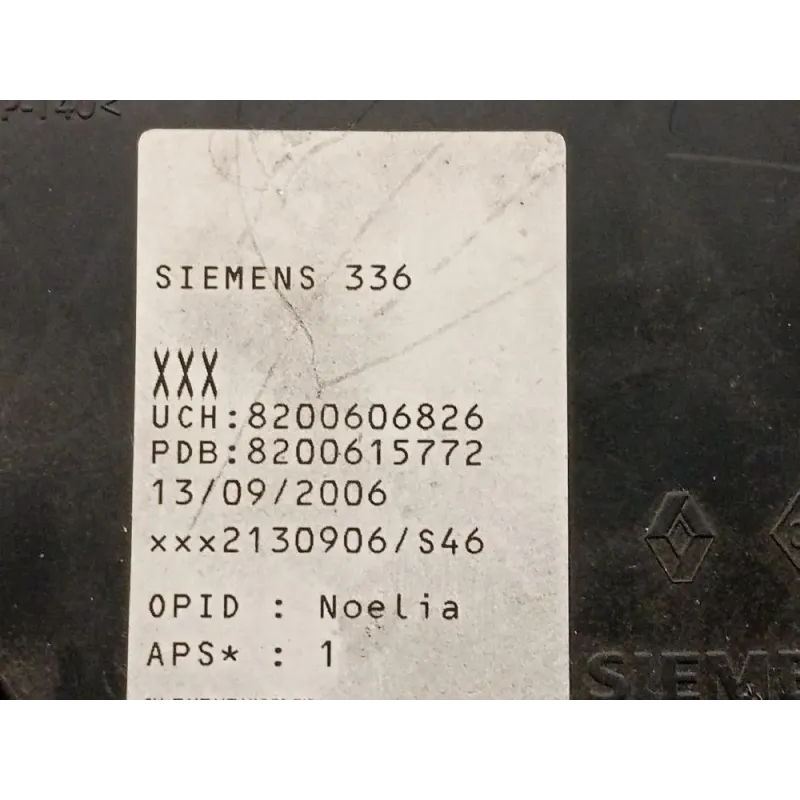 SIEMENS 336
XXX
UCH:8200606826
PDB:8200615772
13/09/2006
xxx2130906/S46
OPID : Noelia
APS* : 1
SIEME